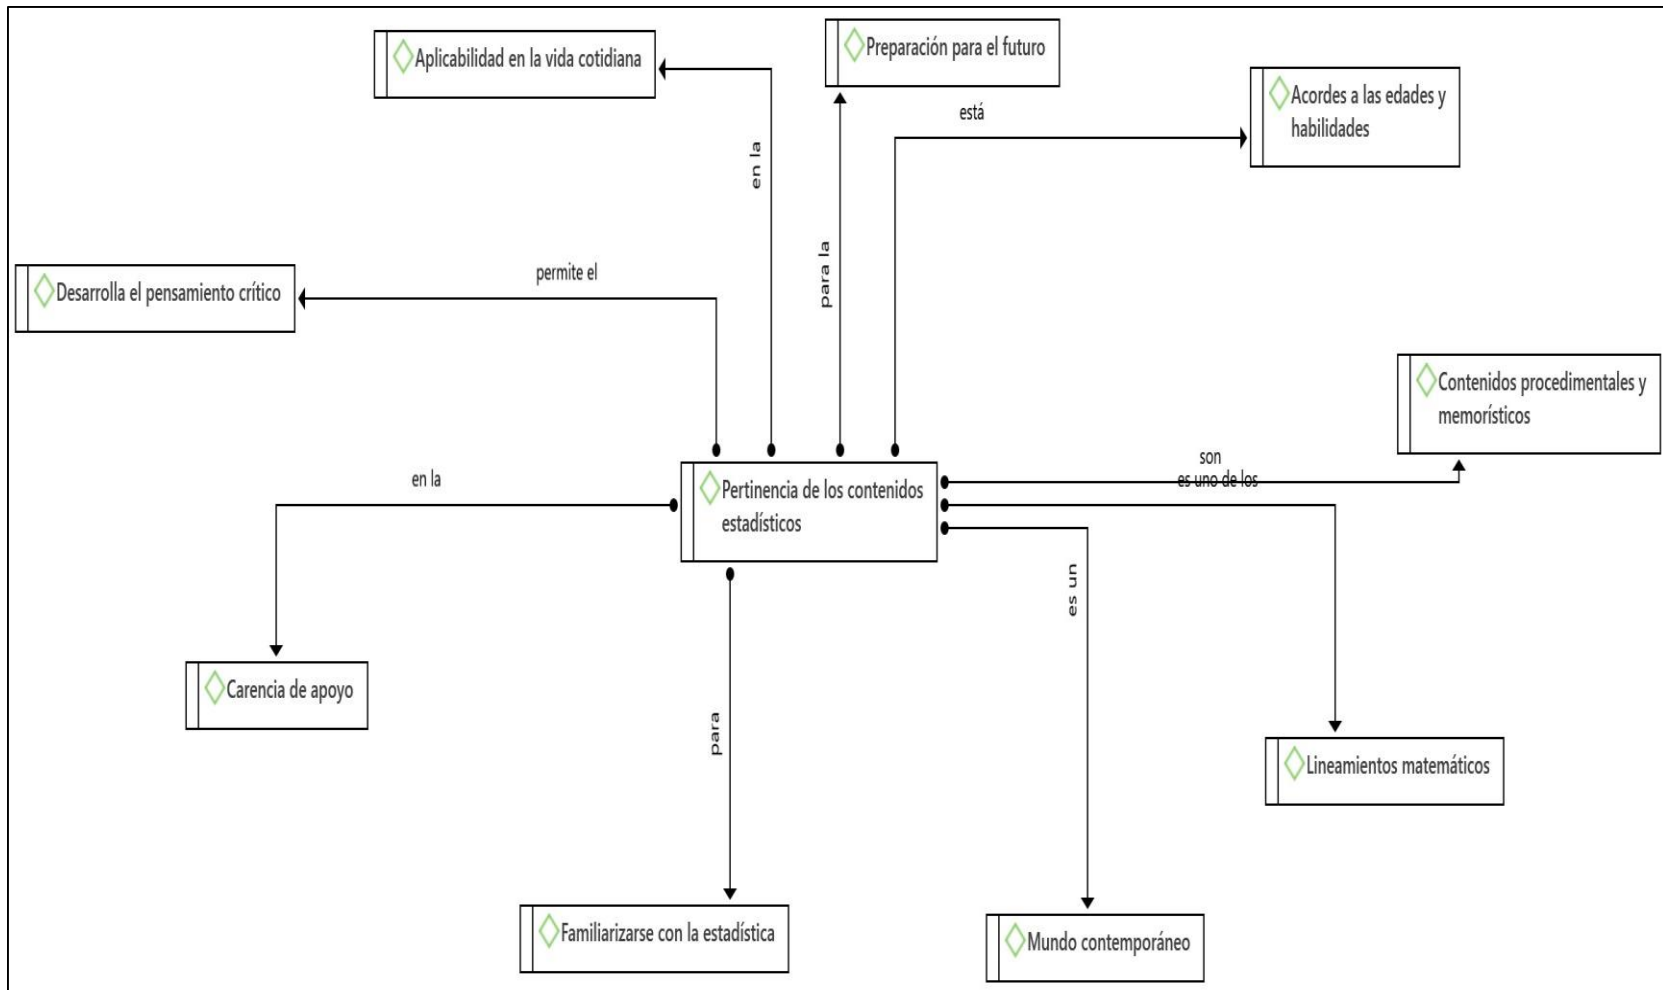 Preparación para el futuro
Aplicabilidad en la vida cotidiana
Acordes a las edades y
habilidades
está
en la
para la
permite el
Desarrolla el pensamiento crítico
Contenidos procedimentales y
memorísticos
son
es uno de los
en la
Pertinencia de los contenidos
estadísticos
es un
Carencia de apoyo
para
Lineamientos matemáticos
Familiarizarse con la estadística
Mundo contemporáneo